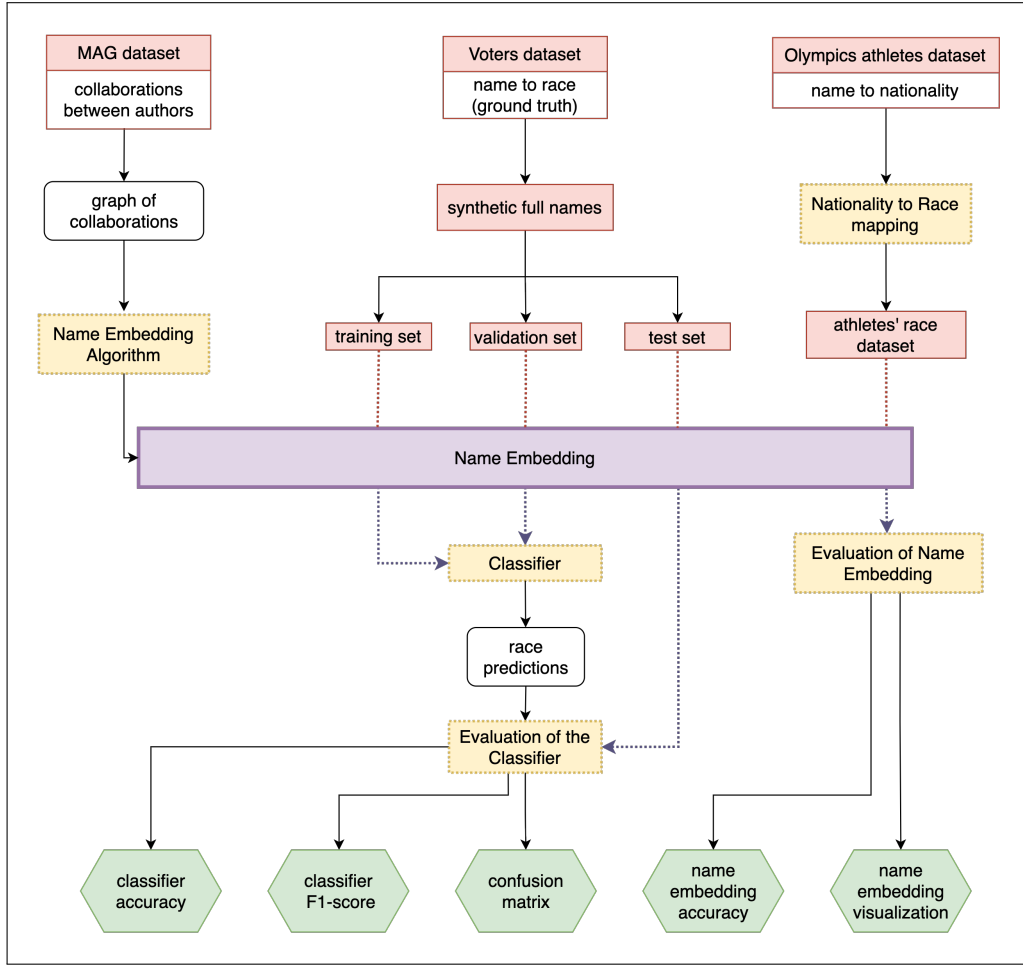 MAG dataset
collaborations
between authors
Voters dataset
name to race
(ground truth)
Olympics athletes dataset
name to nationality
graph of
collaborations
synthetic full names
Nationality to Race
mapping
Name Embedding
Algorithm
training set
validation set
test set
athletes' race
dataset
Name Embedding
Classifier
Evaluation of Name
Embedding
race
predictions
Evaluation of the
Classifier
classifier
accuracy
classifier
F1-score
confusion
matrix
name
embedding
accuracy
name
embedding
visualization